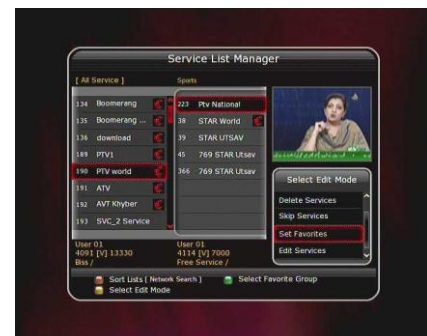 Service List Manager
[ All Service ]
Sports
134 Boomerang
135 Boomerang ...
136 download
189 PTV1
190 PTV world
191 ATV
192 AVT Khyber
193 SVC_2 Service
223 Ptv National
38 STAR World
39 STAR UTSAV
45 769 STAR Utsav
366 769 STAR Utsav
Select Edit Mode
Delete Services
Skip Services
Set Favorites
Edit Services
User 01
4091 [V] 13330
Biss /
User 01
4114 [V] 7000
Free Service /
Sort Lists ( Network Search )
Select Favorite Group
Select Edit Mode